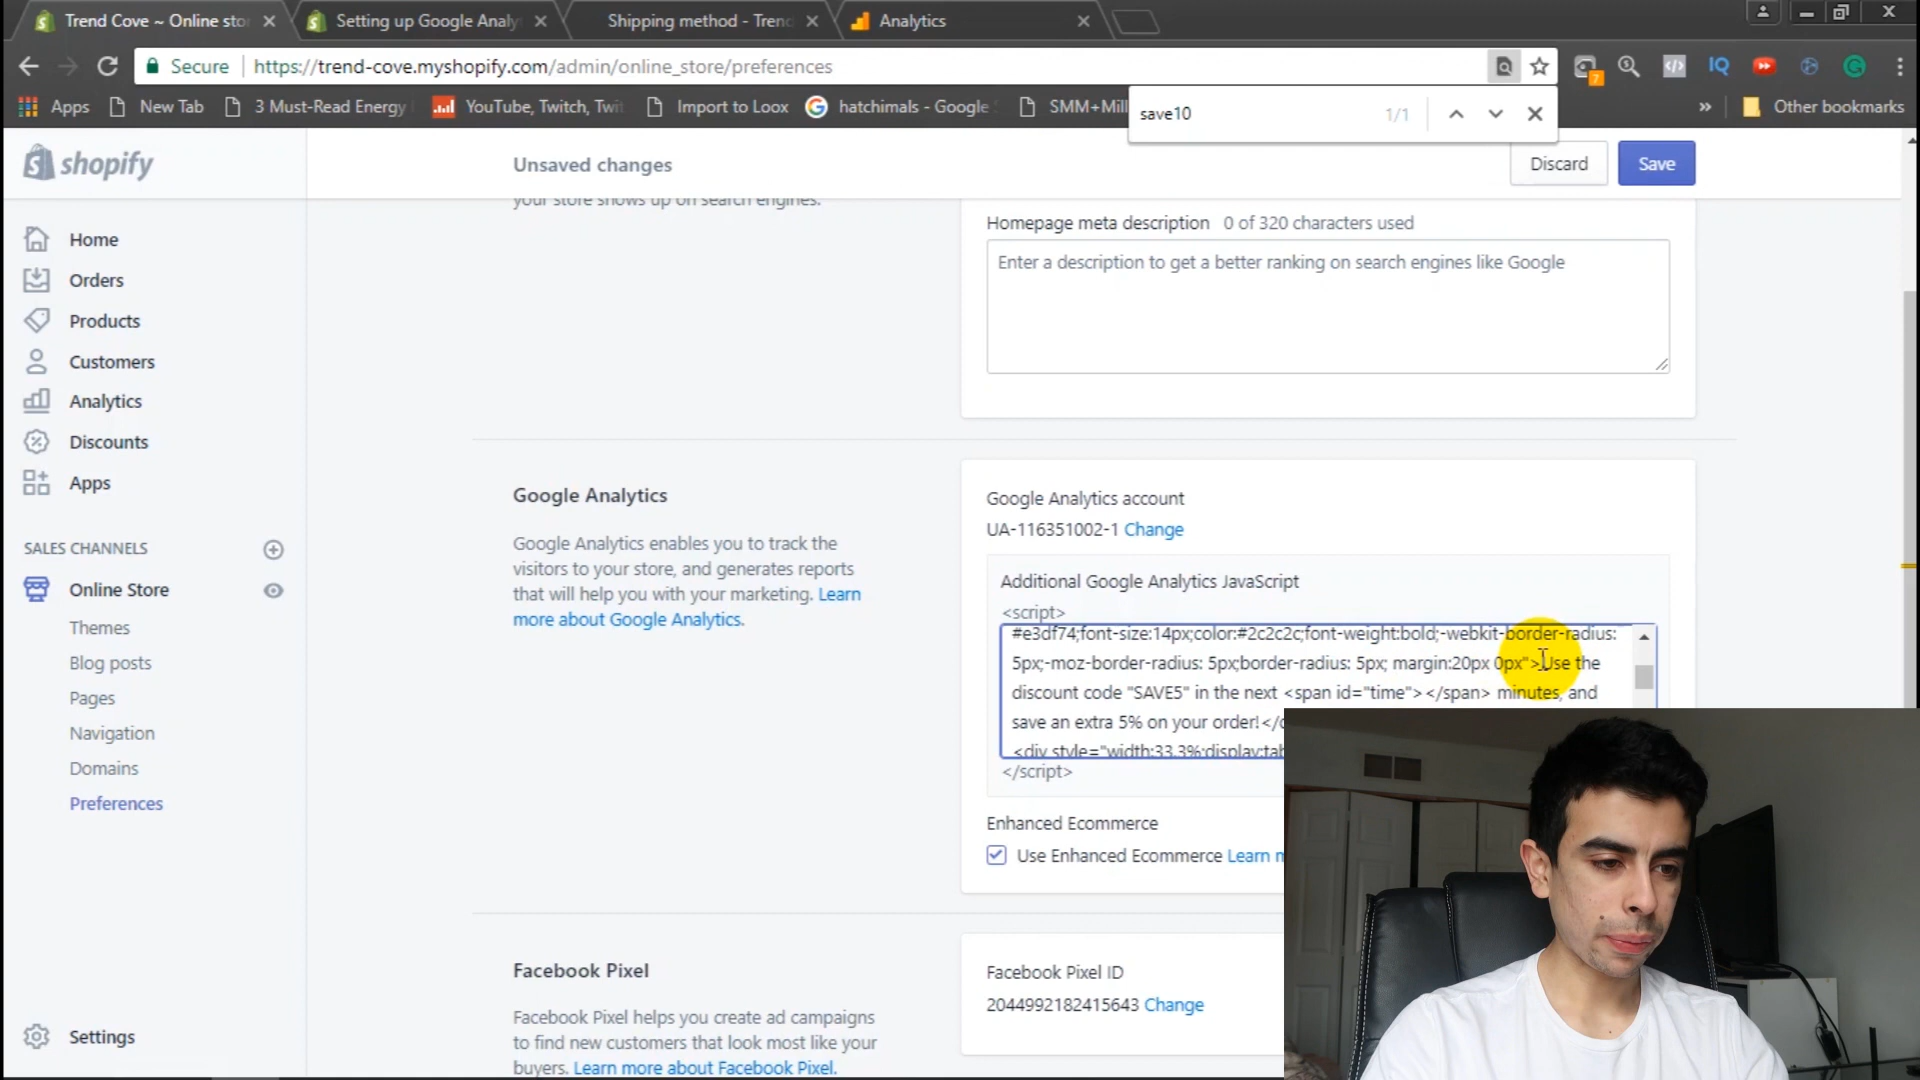 Trend Cove ~ Online sto
Setting up Google Analy
Shipping method - Tren
Analytics
Secure
https://trend-cove.myshopify.com/admin/online_store/preferences
IQ
7
Apps
New Tab
3 Must-Read Energy
YouTube, Twitch, Twi
Import to Loox
hatchimals - Google
SMM+Mill
»
Other bookmarks
save10
1/1
shopify
Unsaved changes
Discard
Save
Home
Orders
Products
Customers
Analytics
Discounts
Apps
SALES CHANNELS
Online Store
Themes
Blog posts
Pages
Navigation
Domains
Preferences
Settings
your store shows up on search engines.
Homepage meta description 0 of 320 characters used
Enter a description to get a better ranking on search engines like Google
Google Analytics
Google Analytics enables you to track the
visitors to your store, and generates reports
that will help you with your marketing. Learn
more about Google Analytics.
Google Analytics account
UA-116351002-1 Change
Additional Google Analytics JavaScript
<script>
#e3df74;font-size:14px;color:#2c2c2c;font-weight:bold;-webkit-border-radius:
5px;-moz-border-radius: 5px;border-radius: 5px; margin:20px 0px">Use the
discount code "SAVE5" in the next <span id="time"></span> minutes, and
save an extra 5% on your order!</
<div style="width:33.3%;display:tab
</script>
Enhanced Ecommerce
Use Enhanced Ecommerce Learn
Facebook Pixel
Facebook Pixel helps you create ad campaigns
to find new customers that look most like your
buyers. Learn more about Facebook Pixel.
Facebook Pixel ID
2044992182415643 Change